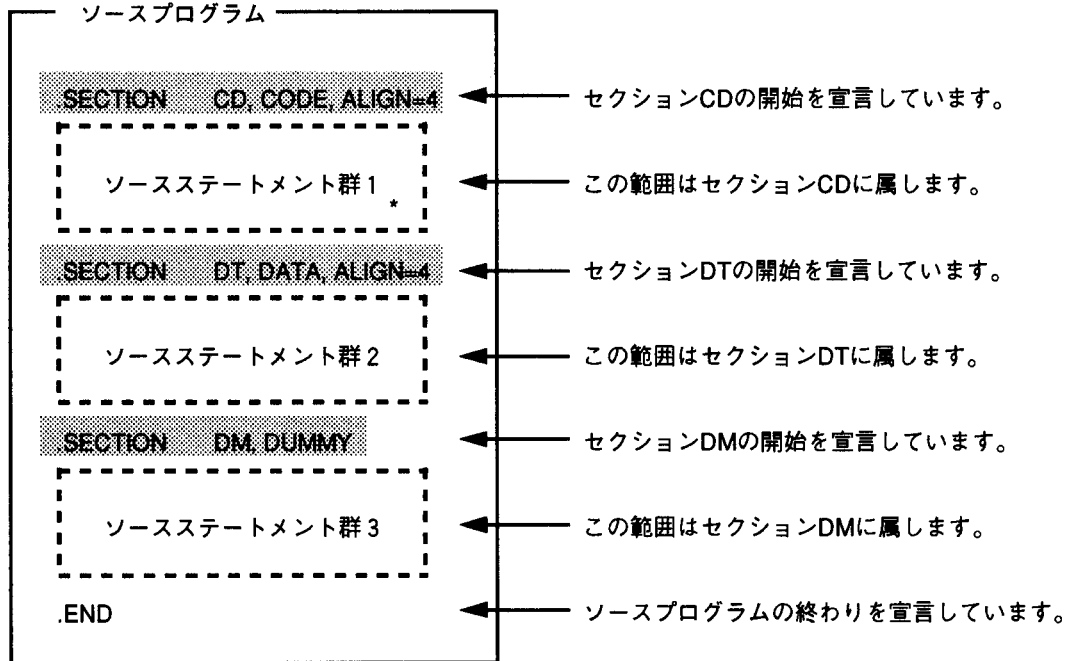 ソースプログラム
.SECTION CD, CODE, ALIGN=4 セクションCDの開始を宣言しています。
ソースステートメント群1 この範囲はセクションCDに属します。
*
.SECTION DT, DATA, ALIGN=4 セクションDTの開始を宣言しています。
ソースステートメント群2 この範囲はセクションDTに属します。
.SECTION DM, DUMMY セクションDMの開始を宣言しています。
ソースステートメント群3 この範囲はセクションDMに属します。
.END ソースプログラムの終わりを宣言しています。